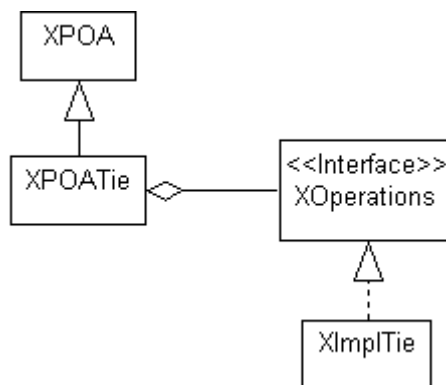 XPOA
XPOATie
<<Interface>>
XOperations
XImplTie